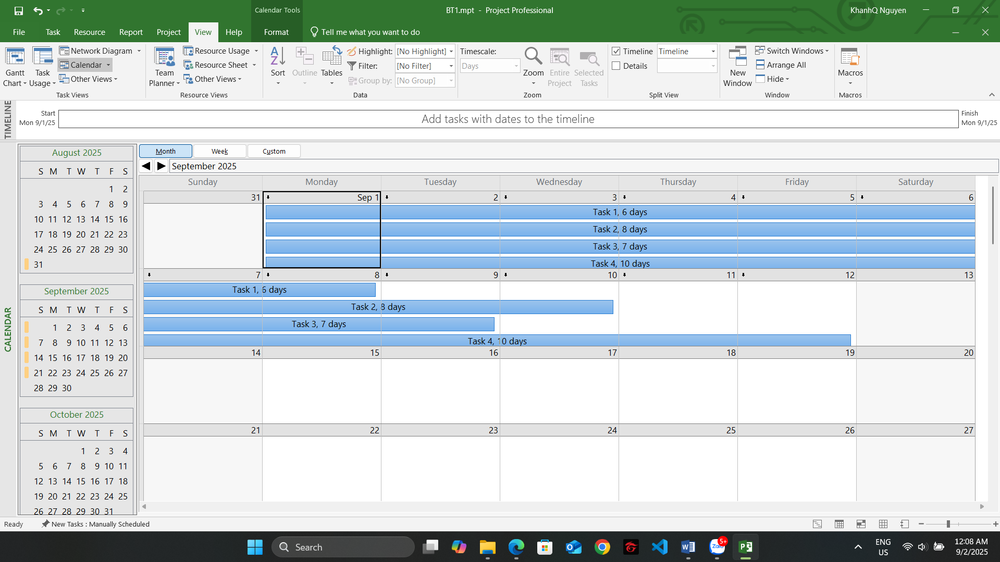 Calendar Tools
BT1.mpt - Project Professional
KhanhQ Nguyen
File Task Resource Report Project View Help Format Tell me what you want to do
Gantt Chart
Task Usage
Network Diagram
Calendar
Other Views
Task Views
Team Planner
Resource Usage
Resource Sheet
Other Views
Resource Views
A Z
Sort
Outline
Tables
Highlight: [No Highlight]
Filter: [No Filter]
Group by: [No Group]
Data
Timescale:
Days
Zoom
Entire Project
Selected Tasks
Zoom
Timeline Timeline
Details
Split View
New Window
Switch Windows
Arrange All
Hide
Window
Macros
Macros
TIMELINE
Start
Mon 9/1/25
Add tasks with dates to the timeline
Finish
Mon 9/1/25
CALENDAR
August 2025
S M T W T F S
1 2
3 4 5 6 7 8 9
10 11 12 13 14 15 16
17 18 19 20 21 22 23
24 25 26 27 28 29 30
31
September 2025
S M T W T F S
1 2 3 4 5 6
7 8 9 10 11 12 13
14 15 16 17 18 19 20
21 22 23 24 25 26 27
28 29 30
October 2025
S M T W T F S
1 2 3 4
5 6 7 8 9 10 11
12 13 14 15 16 17 18
19 20 21 22 23 24 25
26 27 28 29 30 31
Month Week Custom
September 2025
Sunday Monday Tuesday Wednesday Thursday Friday Saturday
31 Sep 1 2 3 4 5 6
Task 1, 6 days
Task 2, 8 days
Task 3, 7 days
Task 4, 10 days
7 8 9 10 11 12 13
Task 1, 6 days
Task 2, 8 days
Task 3, 7 days
Task 4, 10 days
14 15 16 17 18 19 20
21 22 23 24 25 26 27
Ready New Tasks : Manually Scheduled
Search
Zalo
5+
ENG
US
12:08 AM
9/2/2025